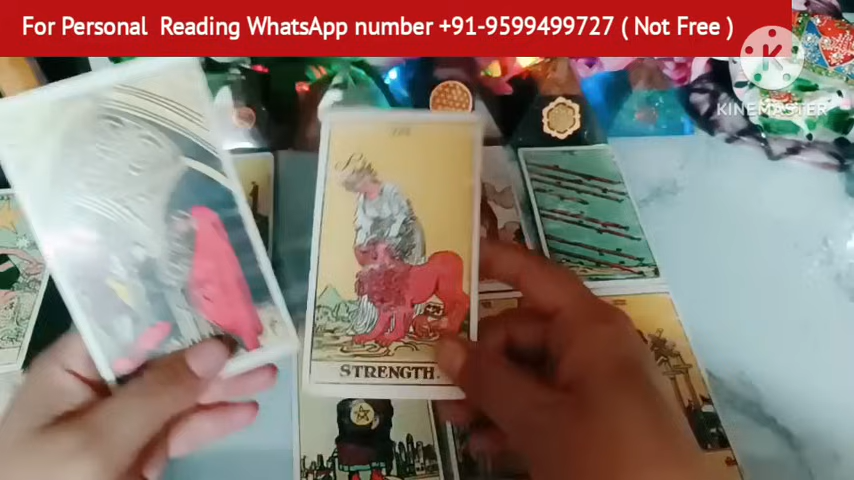 For Personal Reading WhatsApp number +91-9599499727 ( Not Free )
KINEMASTER
STRENGTH.